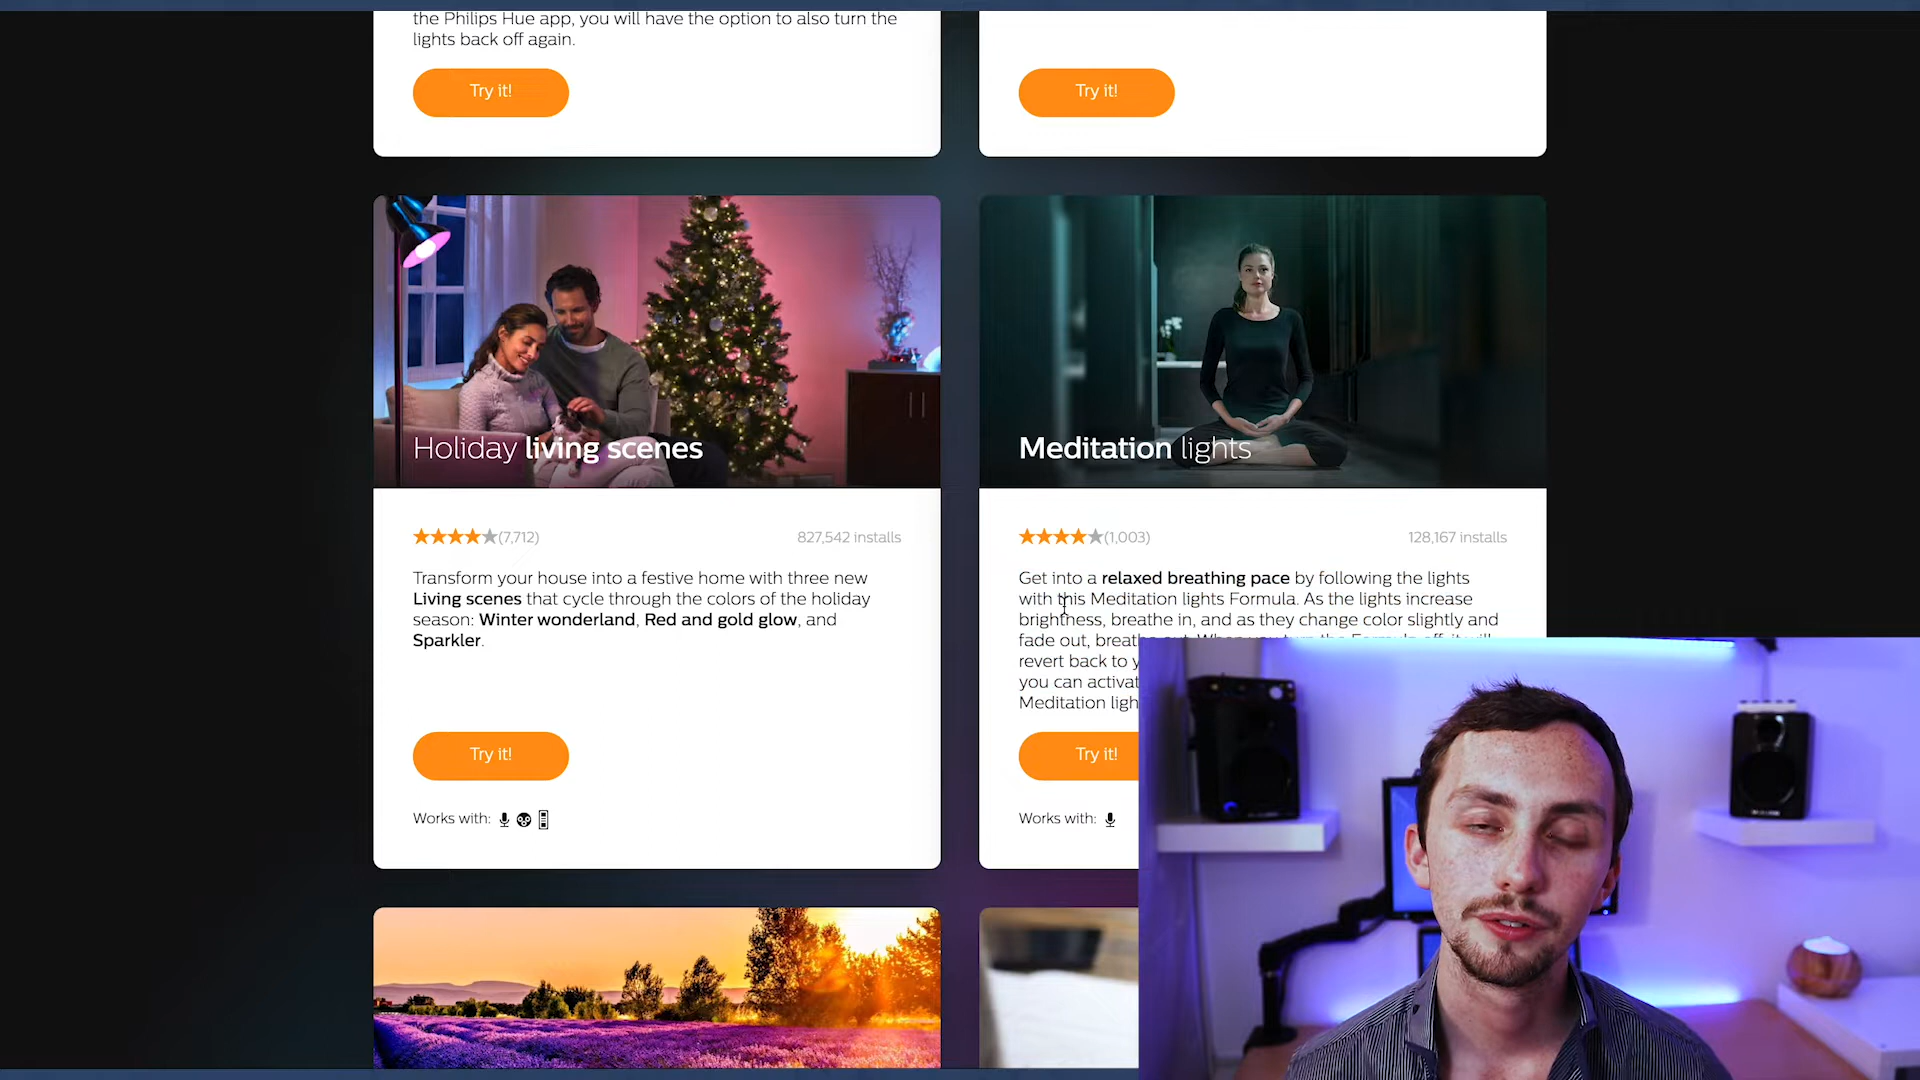 the Philips Hue app, you will have the option to also turn the
lights back off again.
Try it!
Try it!
Holiday living scenes
(7,712)
827,542 installs
Transform your house into a festive home with three new
Living scenes that cycle through the colors of the holiday
season: Winter wonderland, Red and gold glow, and
Sparkler.
Try it!
Works with:
Meditation lights
(1,003)
128,167 installs
Get into a relaxed breathing pace by following the lights
with this Meditation lights Formula. As the lights increase
brightness, breathe in, and as they change color slightly and
fade out,
revert back to
you can
Meditation
Try it!
Works with: